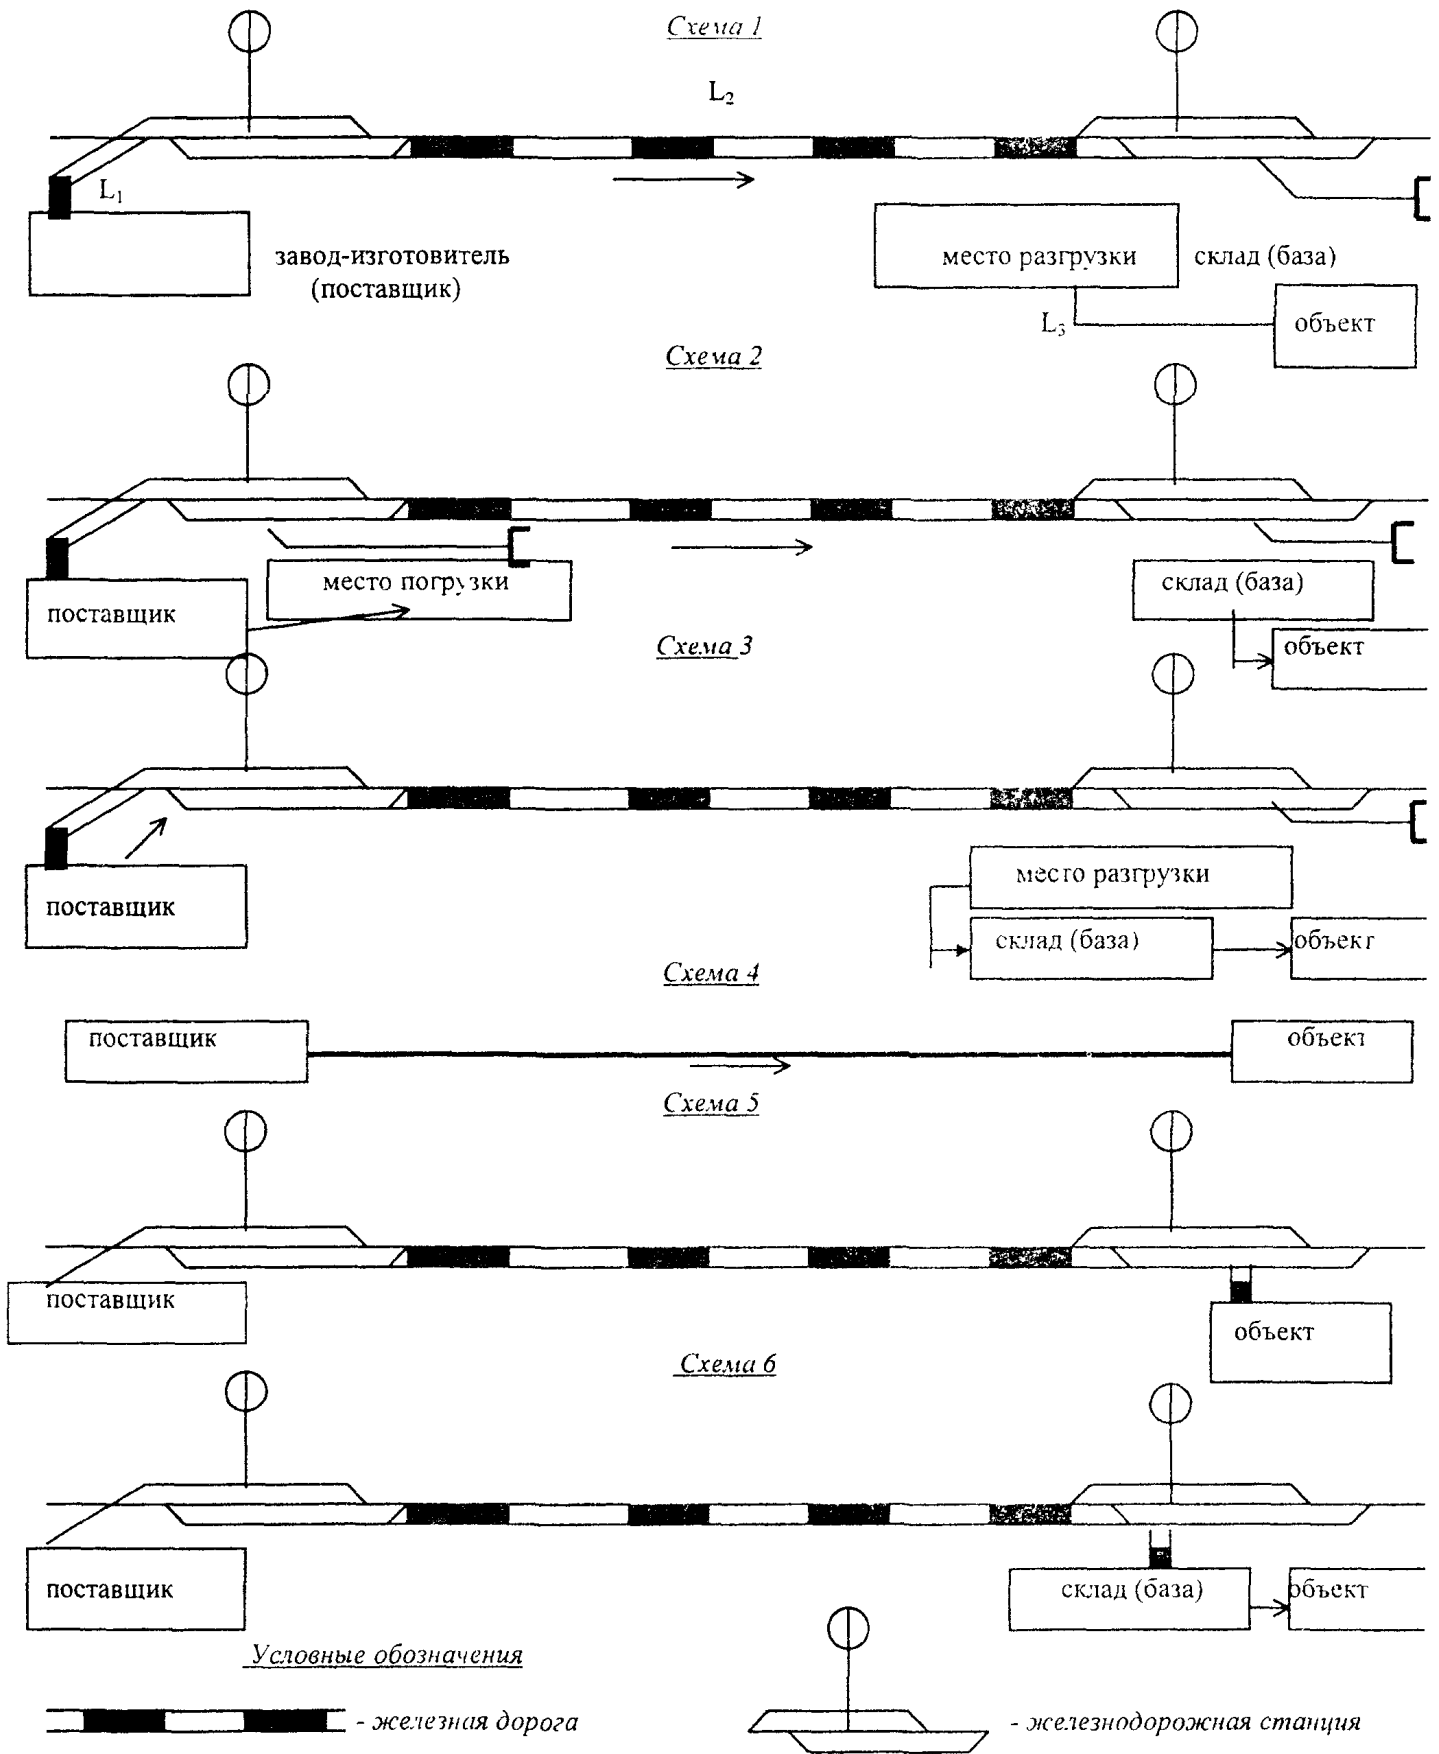 Схема 1
L₂
L₁
завод-изготовитель
(поставщик)
место разгрузки
склад (база)
L₃
объект
Схема 2
место погрузки
поставщик
склад (база)
объект
Схема 3
поставщик
место разгрузки
склад (база)
объект
Схема 4
поставщик
объект
Схема 5
поставщик
объект
Схема 6
поставщик
склад (база)
объект
Условные обозначения
- железная дорога
- железнодорожная станция